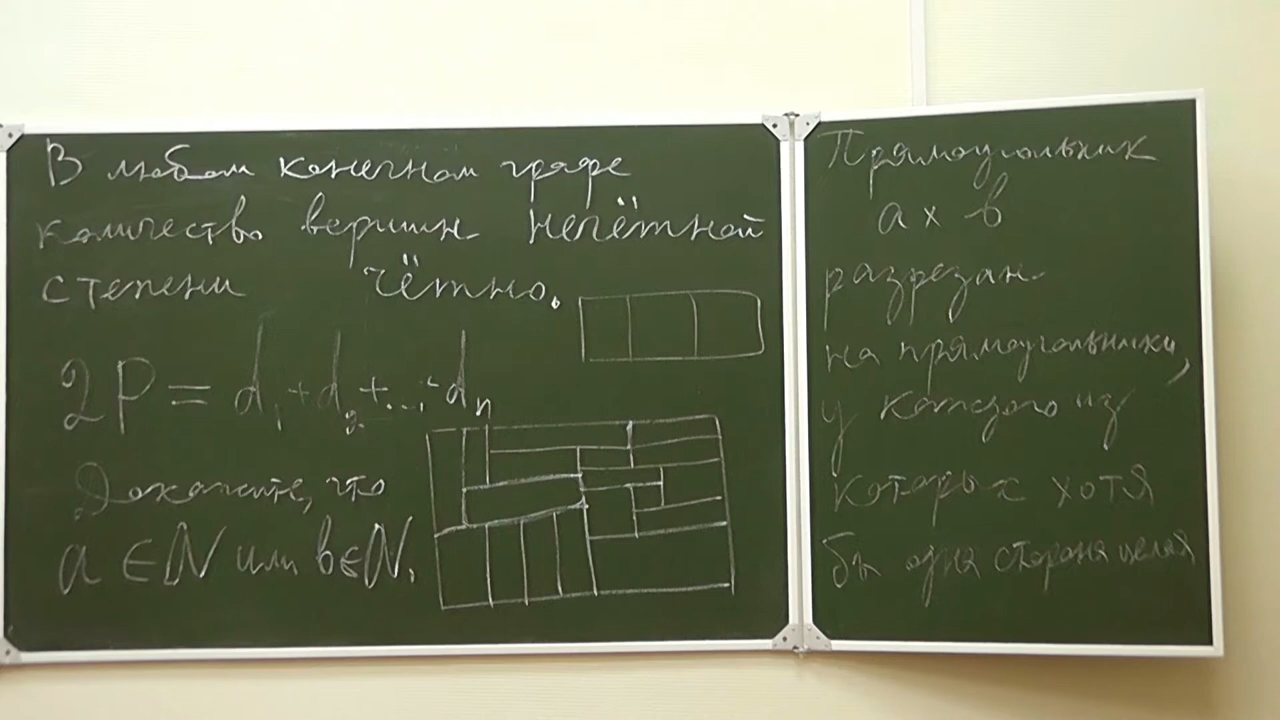 В любом конечном графе
количество вершин нечётной
степени чётно.
2P = d₁ + d₂ + ... + dₙ
Докажите, что
a ∈ N или b ∈ N.
Прямоугольник
a x b
разрезан
на прямоугольники,
у каждого из
которых хотя
бы одна сторона целая